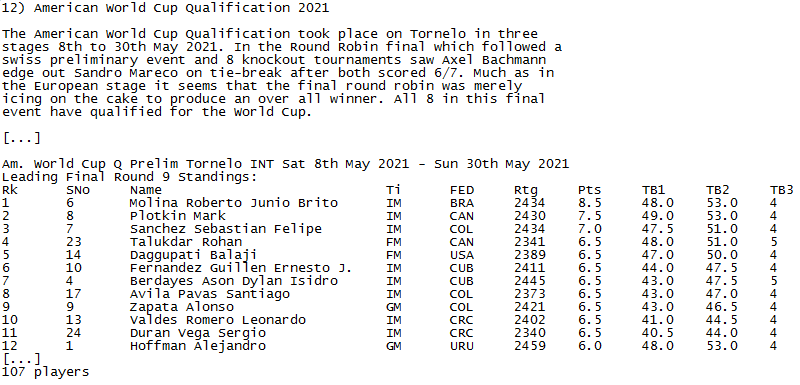 12) American World Cup Qualification 2021
The American World Cup Qualification took place on Tornelo in three
stages 8th to 30th May 2021. In the Round Robin final which followed a
swiss preliminary event and 8 knockout tournaments saw Axel Bachmann
edge out Sandro Mareco on tie-break after both scored 6/7. Much as in
the European stage it seems that the final round robin was merely
icing on the cake to produce an over all winner. All 8 in this final
event have qualified for the World Cup.
[...]
Am. World Cup Q Prelim Tornelo INT Sat 8th May 2021 - Sun 30th May 2021
Leading Final Round 9 Standings:
Rk SNo Name Ti FED Rtg Pts TB1 TB2 TB3
1 6 Molina Roberto Junio Brito IM BRA 2434 8.5 48.0 53.0 4
2 8 Plotkin Mark IM CAN 2430 7.5 49.0 53.0 4
3 7 Sanchez Sebastian Felipe IM COL 2434 7.0 47.5 51.0 4
4 23 Talukdar Rohan FM CAN 2341 6.5 48.0 51.0 5
5 14 Daggupati Balaji FM USA 2389 6.5 47.0 50.0 4
6 10 Fernandez Guillen Ernesto J. IM CUB 2411 6.5 44.0 47.5 4
7 4 Berdayes Ason Dylan Isidro IM CUB 2445 6.5 43.0 47.5 5
8 17 Avila Pavas Santiago IM COL 2373 6.5 43.0 47.0 4
9 9 Zapata Alonso GM COL 2421 6.5 43.0 46.5 4
10 13 Valdes Romero Leonardo IM CRC 2402 6.5 41.0 44.5 4
11 24 Duran Vega Sergio IM CRC 2340 6.5 40.5 44.0 4
12 1 Hoffman Alejandro GM URU 2459 6.0 48.0 53.0 4
[...]
107 players